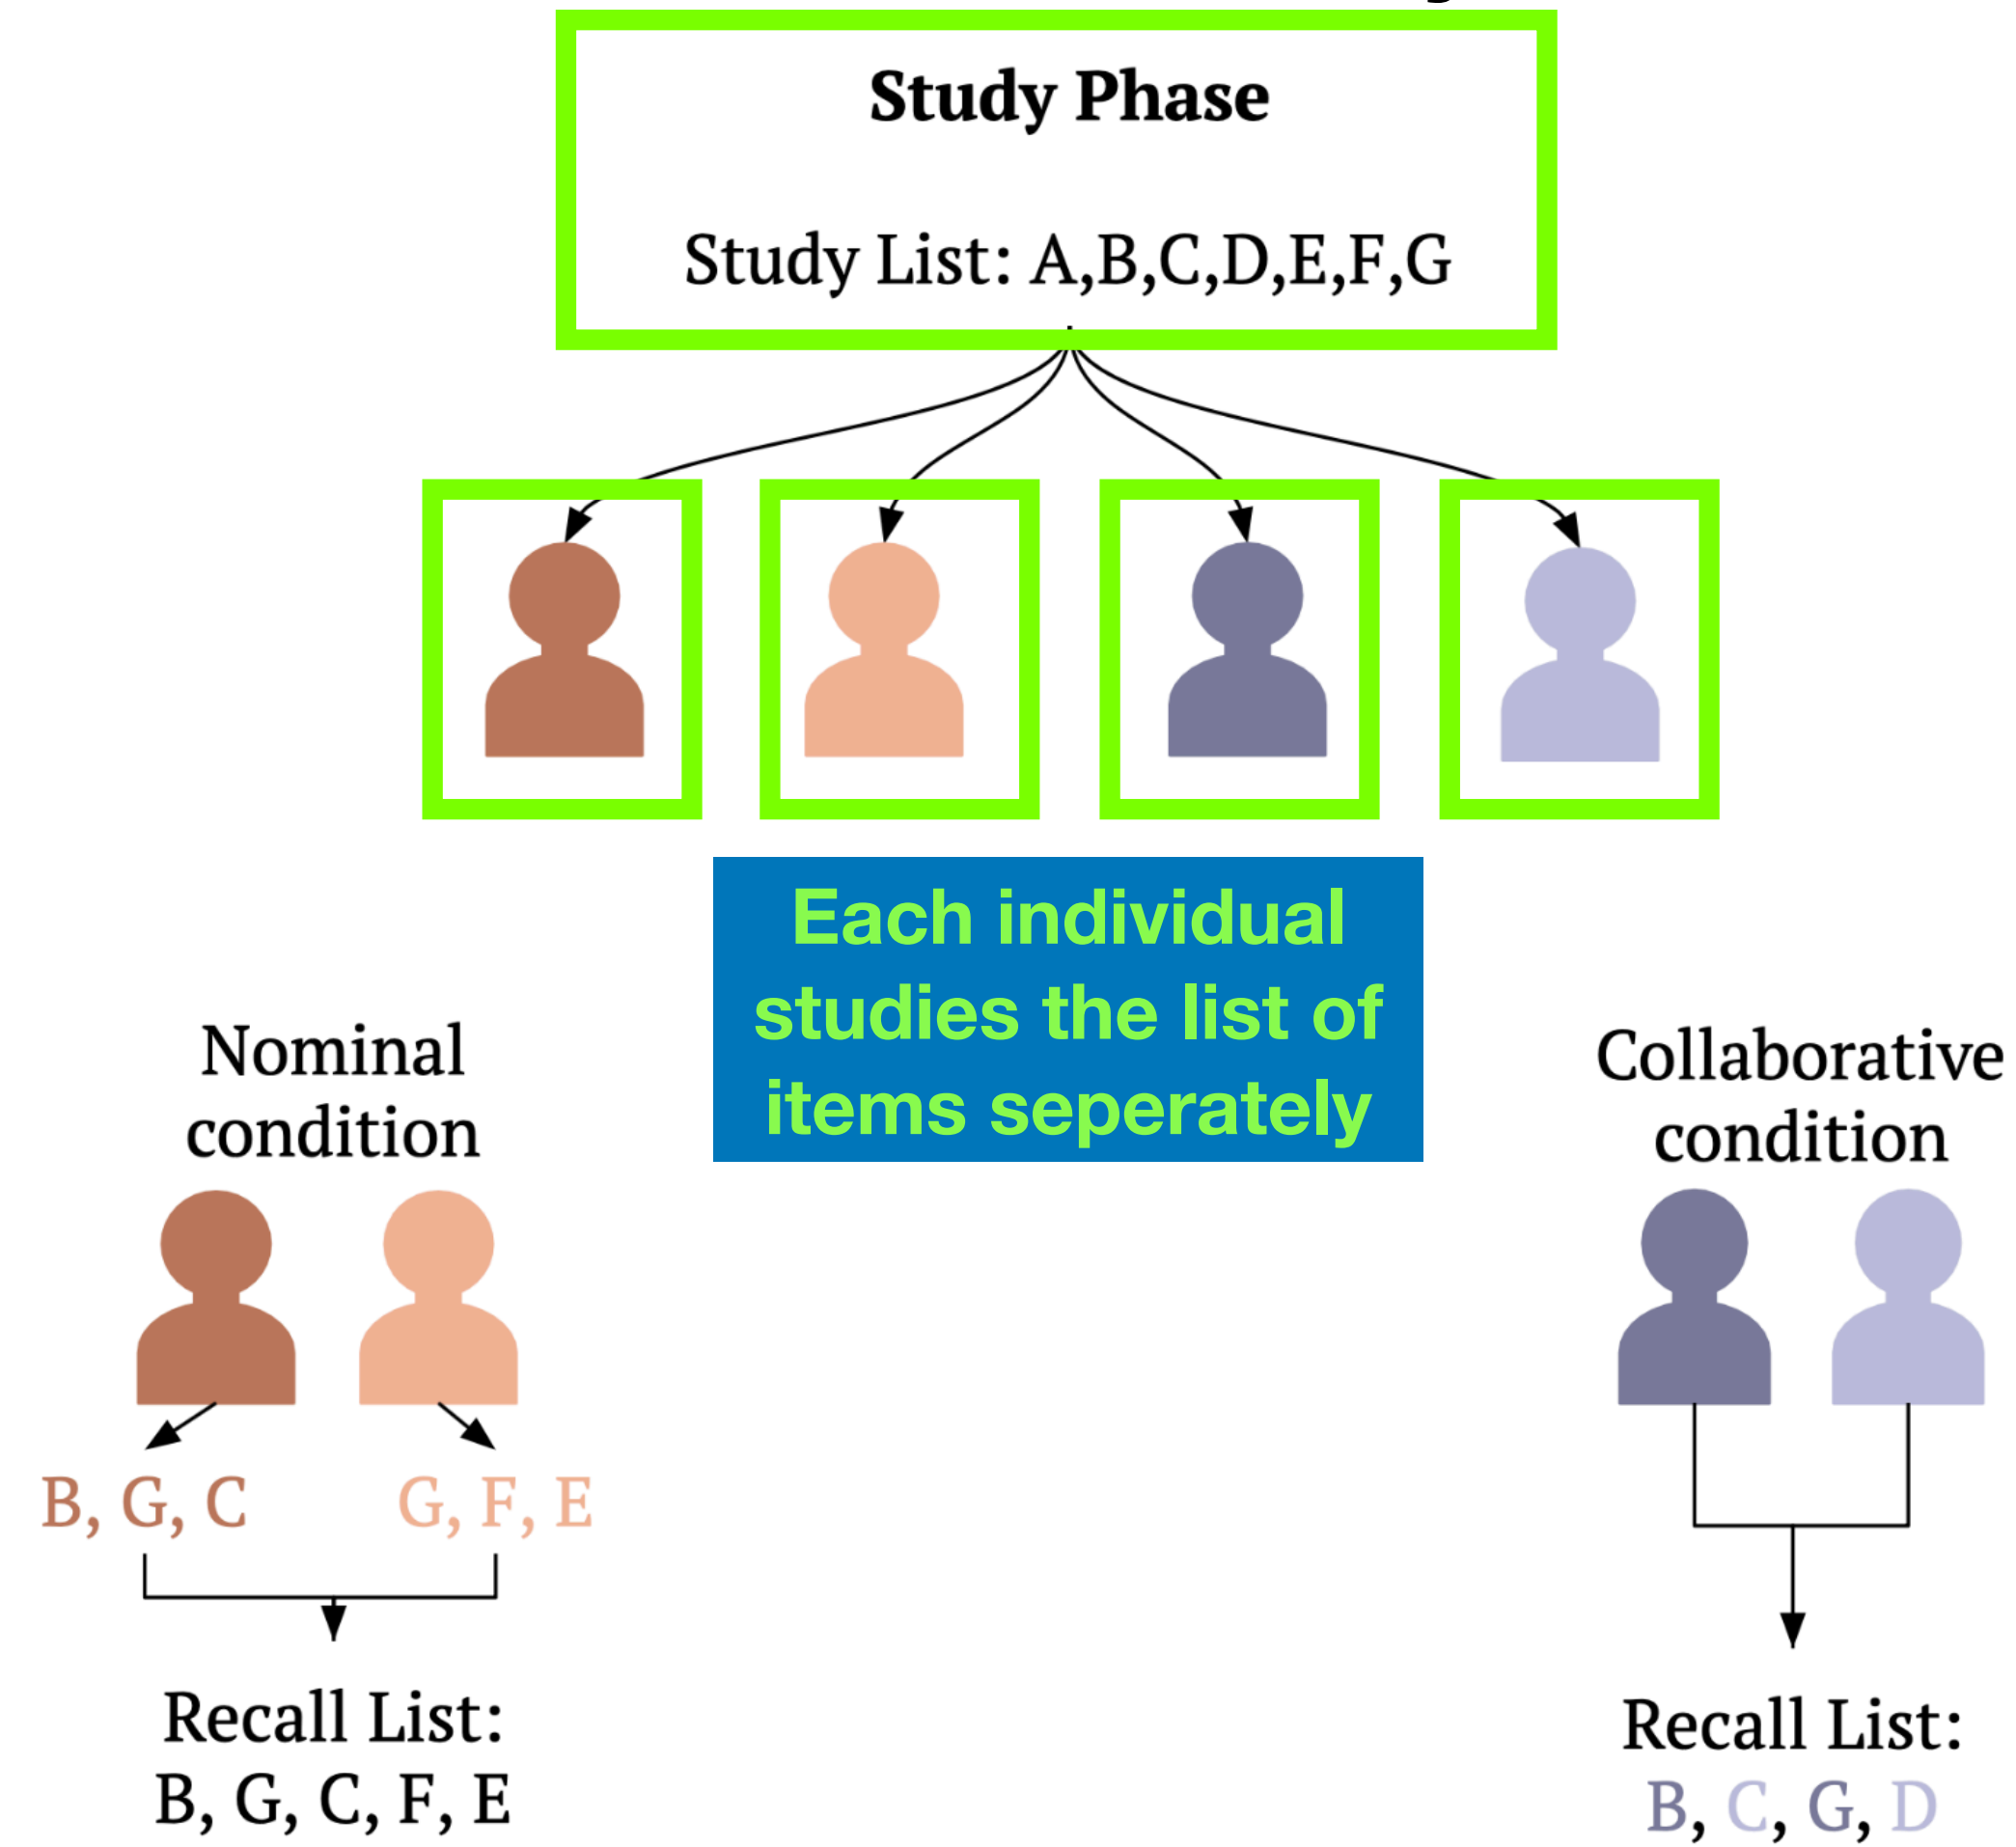 Study Phase
Study List: A,B,C,D,E,F,G
Each individual
studies the list of
items seperately
Nominal
condition
B, G, C
G, F, E
Recall List:
B, G, C, F, E
Collaborative
condition
Recall List:
B, C, G, D